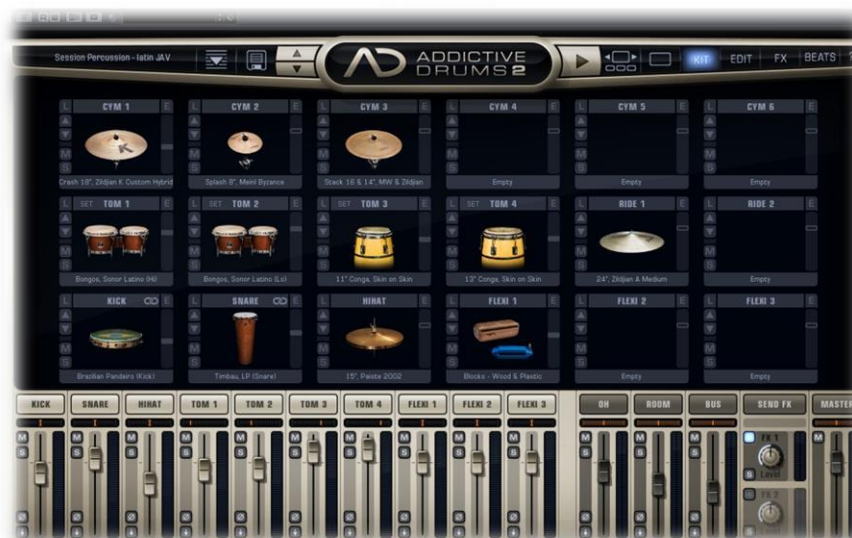 Session Percussion - latin JAV
ADDICTIVE
DRUMS 2
KIT EDIT FX BEATS ?
L CYM 1 E L CYM 2 E L CYM 3 E L CYM 4 E L CYM 5 E L CYM 6 E
M M M M M M
S S S S S S
Crash 18", Zildjian K Custom Hybrid Splash 8", Meinl Byzance Stack 16 & 14", MW & Zildjian Empty Empty Empty
L SET TOM 1 E L SET TOM 2 E L SET TOM 3 E L SET TOM 4 E L RIDE 1 E L RIDE 2 E
M M M M M M
S S S S S S
Bongos, Sonor Latino (Hi) Bongos, Sonor Latino (Lo) 11" Conga, Skin on Skin 13" Conga, Skin on Skin 24", Zildjian A Medium Empty
L KICK E L SNARE E L HIHAT E L FLEXI 1 E L FLEXI 2 E L FLEXI 3 E
M M M M M M
S S S S S S
Brazilian Pandeiro (Kick) Timbau, LP (Snare) 15", Paiste 2002 Blocks - Wood & Plastic Empty Empty
KICK SNARE HIHAT TOM 1 TOM 2 TOM 3 TOM 4 FLEXI 1 FLEXI 2 FLEXI 3 OH ROOM BUS SEND FX MASTER
M M M M M M M M M M M M M FX 1 M
S S S S S S S S S S S S S
S Level
FX 2
Ø Ø Ø Ø Ø Ø Ø Ø Ø Ø Ø Ø
S Level